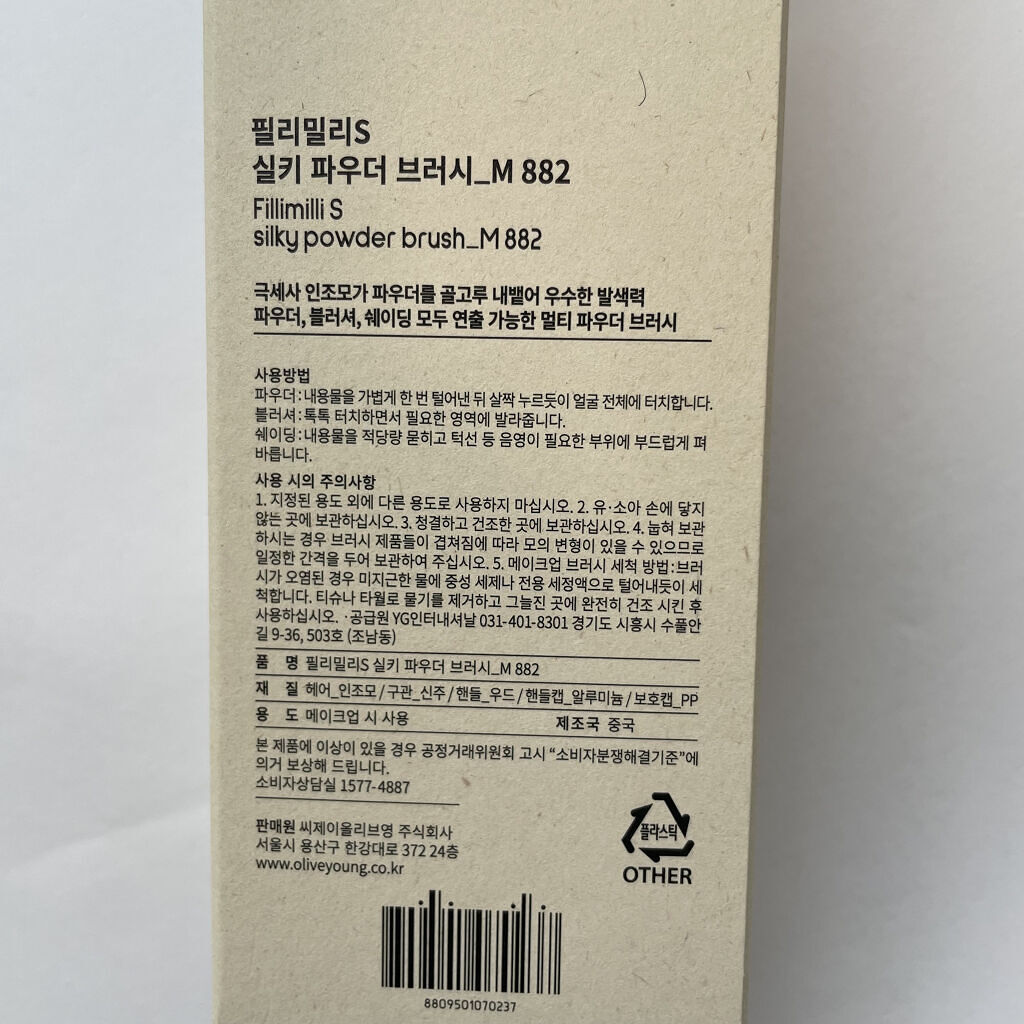 필리밀리S
실키 파우더 브러시_M 882
Fillimilli S
silky powder brush_M 882
극세사 인조모가 파우더를 골고루 내뱉어 우수한 발색력
파우더, 블러셔, 쉐이딩 모두 연출 가능한 멀티 파우더 브러시
사용방법
파우더:내용물을 가볍게 한 번 털어낸 뒤 살짝 누르듯이 얼굴 전체에 터치합니다.
블러셔:톡톡 터치하면서 필요한 영역에 발라줍니다.
쉐이딩:내용물을 적당량 묻히고 턱선 등 음영이 필요한 부위에 부드럽게 펴
바릅니다.
사용 시의 주의사항
1. 지정된 용도 외에 다른 용도로 사용하지 마십시오. 2. 유·소아 손에 닿지
않는 곳에 보관하십시오. 3. 청결하고 건조한 곳에 보관하십시오. 4. 눕혀 보관
하시는 경우 브러시 제품들이 겹쳐짐에 따라 모의 변형이 있을 수 있으므로
일정한 간격을 두어 보관하여 주십시오. 5. 메이크업 브러시 세척 방법:브러
시가 오염된 경우 미지근한 물에 중성 세제나 전용 세정액으로 털어내듯이 세
척합니다. 티슈나 타월로 물기를 제거하고 그늘진 곳에 완전히 건조 시킨 후
사용하십시오. ·공급원 YG인터내셔날 031-401-8301 경기도 시흥시 수풀안
길 9-36, 503호 (조남동)
품 명 필리밀리S 실키 파우더 브러시_M 882
재 질 헤어_인조모 / 구관_신주 / 핸들_우드 / 핸들캡_알루미늄 / 보호캡_PP
용 도 메이크업 시 사용 제조국 중국
본 제품에 이상이 있을 경우 공정거래위원회 고시 “소비자분쟁해결기준”에
의거 보상해 드립니다.
소비자상담실 1577-4887
판매원 씨제이올리브영 주식회사
서울시 용산구 한강대로 372 24층
www.oliveyoung.co.kr
플라스틱
OTHER
8809501070237